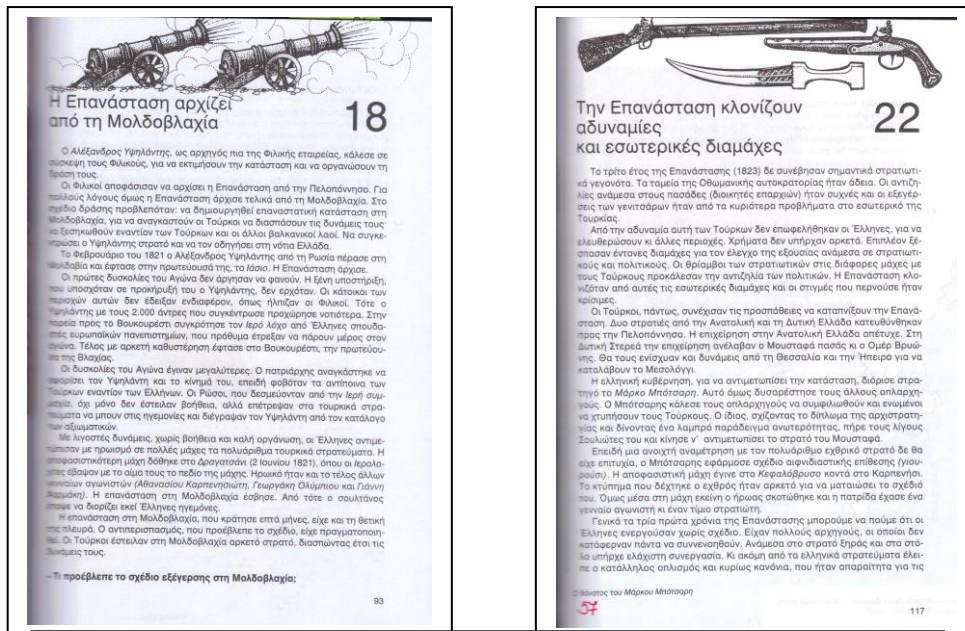 Η Επανάσταση αρχίζει
από τη Μολδοβλαχία
18
Ο Αλέξανδρος Υψηλάντης, ως αρχηγός πια της Φιλικής εταιρείας, κάλεσε σε
σύσκεψη τους Φιλικούς, για να εκτιμήσουν την κατάσταση και να οργανώσουν τη
δράση τους.
Οι Φιλικοί αποφάσισαν να αρχίσει η Επανάσταση από την Πελοπόννησο. Για
πολλούς λόγους όμως η Επανάσταση άρχισε τελικά από τη Μολδοβλαχία. Στο
σχέδιο δράσης προβλεπόταν: να δημιουργηθεί επαναστατική κατάσταση στη
Μολδοβλαχία, για να αναγκαστούν οι Τούρκοι να διασπάσουν τις δυνάμεις τους·
να ξεσηκωθούν εναντίον των Τούρκων και οι άλλοι βαλκανικοί λαοί. Να συγκε-
ντρώσει ο Υψηλάντης στρατό και να τον οδηγήσει στη νότια Ελλάδα.
Το Φεβρουάριο του 1821 ο Αλέξανδρος Υψηλάντης από τη Ρωσία πέρασε στη
Μολδαβία και έφτασε στην πρωτεύουσά της, το Ιάσιο. Η Επανάσταση άρχισε.
Οι πρώτες δυσκολίες του Αγώνα δεν άργησαν να φανούν. Η ξένη υποστήριξη,
που υποσχόταν σε προκήρυξή του ο Υψηλάντης, δεν ερχόταν. Οι κάτοικοι των
περιοχών αυτών δεν έδειξαν ενδιαφέρον, όπως ήλπιζαν οι Φιλικοί. Τότε ο
Υψηλάντης με τους 2.000 άντρες που συγκέντρωσε προχώρησε νοτιότερα. Στην
πορεία προς το Βουκουρέστι συγκρότησε τον Ιερό λόχο από Έλληνες σπουδα-
στές ευρωπαϊκών πανεπιστημίων, που πρόθυμα έτρεξαν να πάρουν μέρος στον
αγώνα. Τέλος με αρκετή καθυστέρηση έφτασε στο Βουκουρέστι, την πρωτεύου-
σα της Βλαχίας.
Οι δυσκολίες του Αγώνα έγιναν μεγαλύτερες. Ο πατριάρχης αναγκάστηκε να
αφορίσει τον Υψηλάντη και το κίνημά του, επειδή φοβόταν τα αντίποινα των
Τούρκων εναντίον των Ελλήνων. Οι Ρώσοι, που δεσμεύονταν από την Ιερή συμ-
μαχία, όχι μόνο δεν έστειλαν βοήθεια, αλλά επέτρεψαν στα τουρκικά στρα-
τεύματα να μπουν στις ηγεμονίες και διέγραψαν τον Υψηλάντη από τον κατάλογο
των αξιωματικών.
Με λιγοστές δυνάμεις, χωρίς βοήθεια και καλή οργάνωση, οι Έλληνες αντιμε-
τώπισαν με ηρωισμό σε πολλές μάχες τα πολυάριθμα τουρκικά στρατεύματα. Η
αποφασιστικότερη μάχη δόθηκε στο Δραγατσάνι (2 Ιουνίου 1821), όπου οι Ιερολο-
χίτες έβαψαν με το αίμα τους το πεδίο της μάχης. Ηρωικό ήταν και το τέλος άλλων
γενναίων αγωνιστών (Αθανασίου Καρπενησιώτη, Γεωργάκη Ολύμπιου και Γιάννη
Φαρμάκη). Η επανάσταση στη Μολδοβλαχία έσβησε. Από τότε ο σουλτάνος
έπαψε να διορίζει εκεί Έλληνες ηγεμόνες.
Η επανάσταση στη Μολδοβλαχία, που κράτησε επτά μήνες, είχε και τη θετική
της πλευρά. Ο αντιπερισπασμός, που προέβλεπε το σχέδιο, είχε πραγματοποιη-
θεί. Οι Τούρκοι έστειλαν στη Μολδοβλαχία αρκετό στρατό, διασπώντας έτσι τις
δυνάμεις τους.
– Τι προέβλεπε το σχέδιο εξέγερσης στη Μολδοβλαχία;
93
Την Επανάσταση κλονίζουν
αδυναμίες
και εσωτερικές διαμάχες
22
Το τρίτο έτος της Επανάστασης (1823) δε συνέβησαν σημαντικά στρατιωτι-
κά γεγονότα. Τα ταμεία της Οθωμανικής αυτοκρατορίας ήταν άδεια. Οι αντιζη-
λίες ανάμεσα στους πασάδες (διοικητές επαρχιών) ήταν συχνές και οι εξεγέρ-
σεις των γενιτσάρων ήταν από τα κυριότερα προβλήματα στο εσωτερικό της
Τουρκίας.
Από την αδυναμία αυτή των Τούρκων δεν επωφελήθηκαν οι Έλληνες, για να
ελευθερώσουν κι άλλες περιοχές. Χρήματα δεν υπήρχαν αρκετά. Επιπλέον ξέ-
σπασαν έντονες διαμάχες για τον έλεγχο της εξουσίας ανάμεσα σε στρατιωτι-
κούς και πολιτικούς. Οι θρίαμβοι των στρατιωτικών στις διάφορες μάχες με
τους Τούρκους προκάλεσαν την αντιζηλία των πολιτικών. Η Επανάσταση κλο-
νιζόταν από αυτές τις εσωτερικές διαμάχες και οι στιγμές που περνούσε ήταν
κρίσιμες.
Οι Τούρκοι, πάντως, συνέχισαν τις προσπάθειες να καταπνίξουν την Επανά-
σταση. Δυο στρατιές από την Ανατολική και τη Δυτική Ελλάδα κατευθύνθηκαν
προς την Πελοπόννησο. Η επιχείρηση στην Ανατολική Ελλάδα απέτυχε. Στη
Δυτική Στερεά την επιχείρηση ανέλαβαν ο Μουσταφά πασάς κι ο Ομέρ Βρυώ-
νης. Θα τους ενίσχυαν και δυνάμεις από τη Θεσσαλία και την Ήπειρο για να
καταλάβουν το Μεσολόγγι.
Η ελληνική κυβέρνηση, για να αντιμετωπίσει την κατάσταση, διόρισε στρα-
τηγό το Μάρκο Μπότσαρη. Αυτό όμως δυσαρέστησε τους άλλους οπλαρχη-
γούς. Ο Μπότσαρης κάλεσε τους οπλαρχηγούς να συμφιλιωθούν και ενωμένοι
να χτυπήσουν τους Τούρκους. Ο ίδιος, σχίζοντας το δίπλωμα της αρχιστρατη-
γίας και δίνοντας ένα λαμπρό παράδειγμα ανωτερότητας, πήρε τους λίγους
Σουλιώτες του και κίνησε ν' αντιμετωπίσει το στρατό του Μουσταφά.
Επειδή μια ανοιχτή αναμέτρηση με τον πολυάριθμο εχθρικό στρατό δε θα
είχε επιτυχία, ο Μπότσαρης εφάρμοσε σχέδιο αιφνιδιαστικής επίθεσης (γιου-
ρούσι). Η αποφασιστική μάχη έγινε στο Κεφαλόβρυσο κοντά στο Καρπενήσι.
Το κτύπημα που δέχτηκε ο εχθρός ήταν αρκετό για να ματαιώσει το σχέδιό
του. Όμως μέσα στη μάχη εκείνη ο ήρωας σκοτώθηκε και η πατρίδα έχασε ένα
γενναίο αγωνιστή κι έναν τίμιο στρατιώτη.
Γενικά τα τρία πρώτα χρόνια της Επανάστασης μπορούμε να πούμε ότι οι
Έλληνες ενεργούσαν χωρίς σχέδιο. Είχαν πολλούς αρχηγούς, οι οποίοι δεν
κατάφερναν πάντα να συννενοηθούν. Ανάμεσα στο στρατό ξηράς και στο στό-
λο υπήρχε ελάχιστη συνεργασία. Κι ακόμη από τα ελληνικά στρατεύματα έλει-
πε ο κατάλληλος οπλισμός και κυρίως κανόνια, που ήταν απαραίτητα για τις
Ο θάνατος του Μάρκου Μπότσαρη
57
117